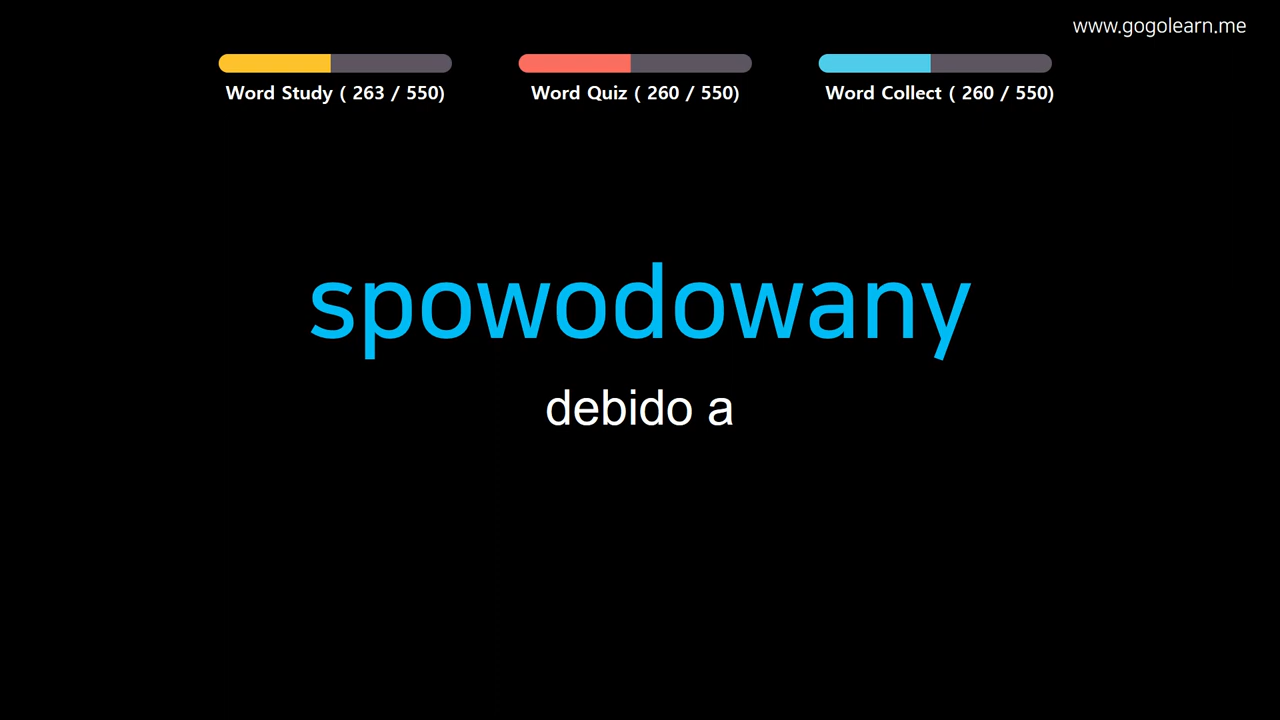 www.gogolearn.me
Word Study ( 263 / 550)
Word Quiz ( 260 / 550)
Word Collect ( 260 / 550)
spowodowany
debido a